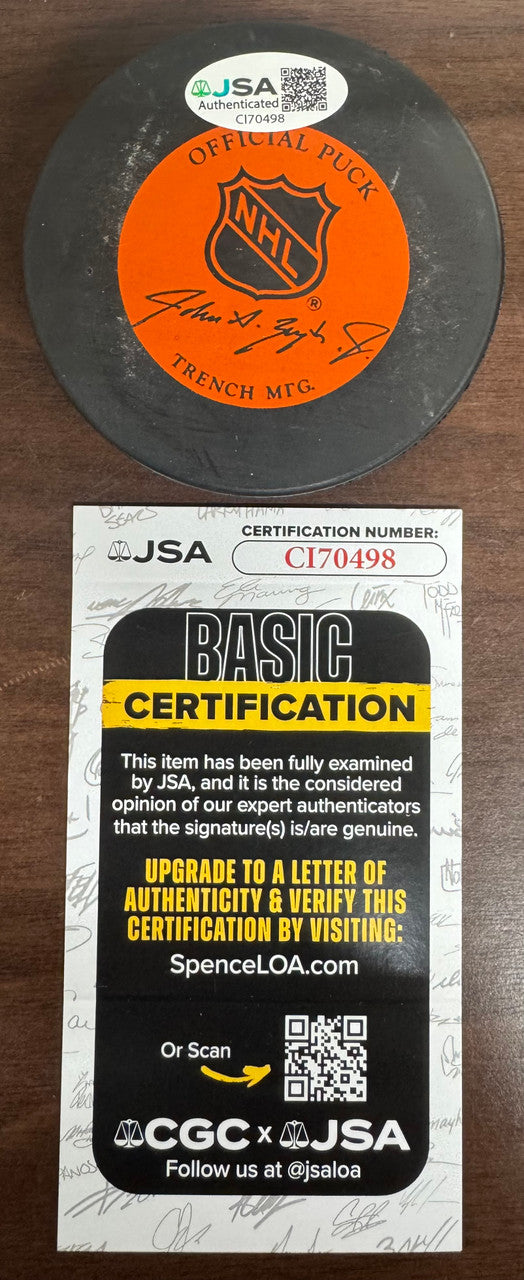 JSA
Authenticated
CI70498
OFFICIAL PUCK
NHL
®
John A. Ziegler Jr.
TRENCH MFG.
JSA
CERTIFICATION NUMBER:
CI70498
BASIC
CERTIFICATION
This item has been fully examined
by JSA, and it is the considered
opinion of our expert authenticators
that the signature(s) is/are genuine.
UPGRADE TO A LETTER OF
AUTHENTICITY & VERIFY THIS
CERTIFICATION BY VISITING:
SpenceLOA.com
Or Scan
CGC x JSA
Follow us at @jsaloa